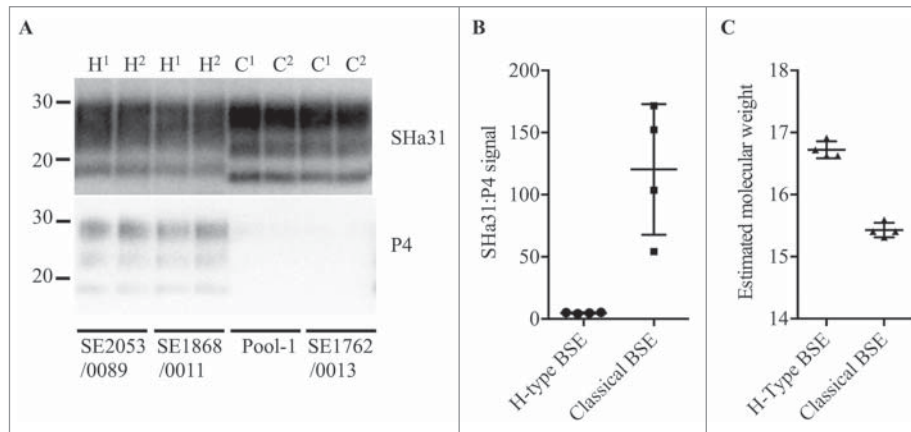 A
H¹ H² H¹ H² C¹ C² C¹ C²
30
20
SHa31
30
20
P4
SE2053 SE1868 Pool-1 SE1762
/0089 /0011 /0013
B
SHa31:P4 signal
200
150
100
50
0
H-type BSE
Classical BSE
C
Estimated molecular weight
18
17
16
15
14
H-Type BSE
Classical BSE